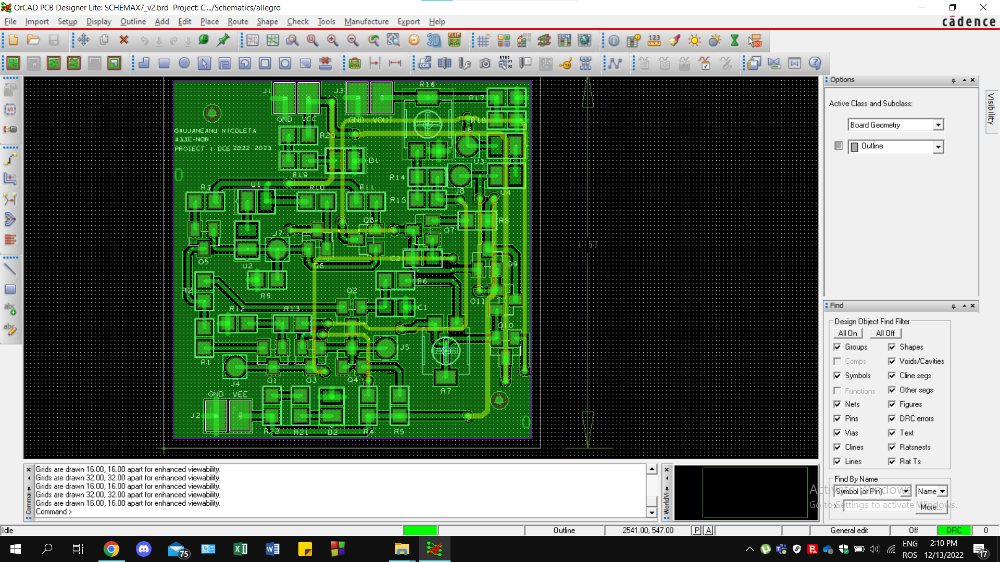 OrCAD PCB Designer Lite: SCHEMAX7_v2.brd Project: C:.../Schematics/allegro
File Import Setup Display Outline Add Edit Place Route Shape Check Tools Manufacture Export Help
cādence
Options
Active Class and Subclass:
Board Geometry
Outline
Visibility
J1
J3
R16
R17
GND VCC GND VOUT
R18
J6
GAUJANEANU NICOLETA
433E-NON
PROJECT 1 DCE 2022-2023
R20
D1
U3
0
R19
R14
R3
U1
R10
R11
J8
U4
R15
Q8
Q7
R8
J7
57
Q5
U2
Q6
C2
Q9
R2
R9
Q2
R6
Q11
R12
R13
C1
Q10
R1
J5
J4
Q1
Q3
Q4
R7
GND VEE
J2
0
R22
R21
D2
R4
R5
Find
Design Object Find Filter
All On
All Off
Groups
Shapes
Comps
Voids/Cavities
Symbols
Cline segs
Functions
Other segs
Nets
Figures
Pins
DRC errors
Vias
Text
Clines
Ratsnests
Lines
Rat Ts
Find By Name
Symbol (or Pin)
Name
>
More...
Activate Windows
Go to Settings to activate Windows.
Grids are drawn 16.00, 16.00 apart for enhanced viewability.
Grids are drawn 32.00, 32.00 apart for enhanced viewability.
Grids are drawn 16.00, 16.00 apart for enhanced viewability.
Grids are drawn 32.00, 32.00 apart for enhanced viewability.
Grids are drawn 16.00, 16.00 apart for enhanced viewability.
Command >
Idle
Outline
2541.00, 547.00
P
A
General edit
Off
DRC
0
75
ENG
ROS
2:10 PM
12/13/2022
17